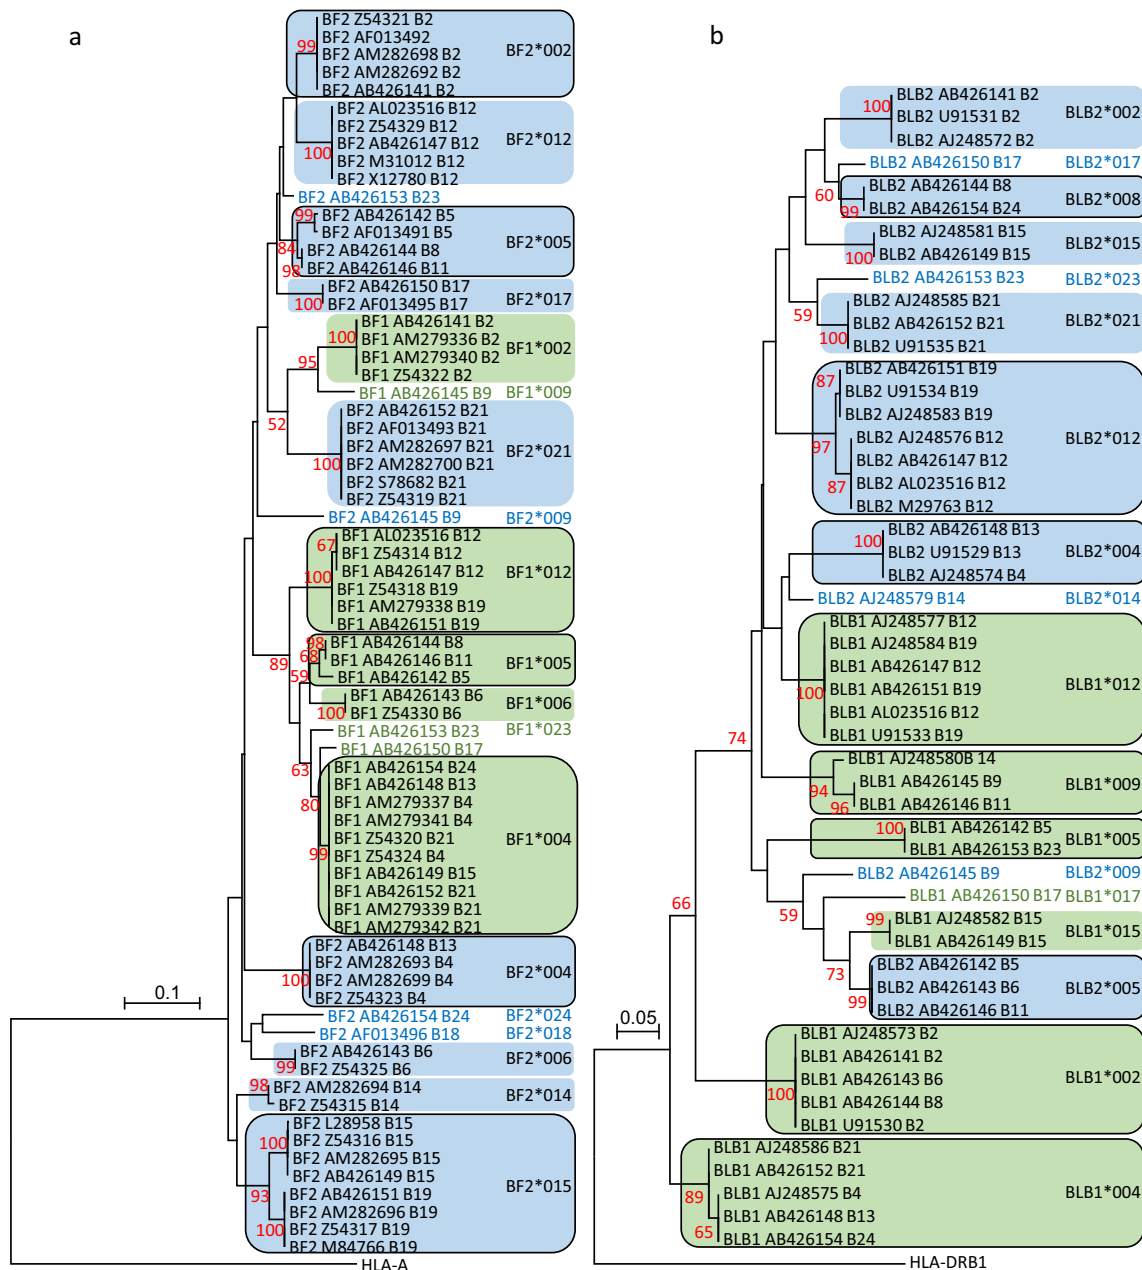 a
BF2 Z54321 B2
99
BF2 AF013492
BF2*002
BF2 AM282698 B2
BF2 AM282692 B2
BF2 AB426141 B2
BF2 AL023516 B12
BF2 Z54329 B12
BF2*012
BF2 AB426147 B12
100
BF2 M31012 B12
BF2 X12780 B12
BF2 AB426153 B23
99
BF2 AB426142 B5
BF2 AF013491 B5
BF2*005
84
BF2 AB426144 B8
98
BF2 AB426146 B11
BF2 AB426150 B17
BF2*017
100
BF2 AF013495 B17
BF1 AB426141 B2
100
BF1 AM279336 B2
BF1*002
95
BF1 AM279340 B2
BF1 Z54322 B2
BF1 AB426145 B9
BF1*009
52
BF2 AB426152 B21
BF2 AF013493 B21
BF2 AM282697 B21
BF2*021
100
BF2 AM282700 B21
BF2 S78682 B21
BF2 Z54319 B21
BF2 AB426145 B9
BF2*009
67
BF1 AL023516 B12
BF1 Z54314 B12
BF1*012
100
BF1 AB426147 B12
BF1 Z54318 B19
BF1 AM279338 B19
BF1 AB426151 B19
89
98
BF1 AB426144 B8
68
BF1 AB426146 B11
BF1*005
59
BF1 AB426142 B5
BF1 AB426143 B6
BF1*006
100
BF1 Z54330 B6
BF1 AB426153 B23
BF1*023
BF1 AB426150 B17
63
BF1 AB426154 B24
BF1 AB426148 B13
80
BF1 AM279337 B4
BF1 AM279341 B4
BF1 Z54320 B21
BF1*004
99
BF1 Z54324 B4
BF1 AB426149 B15
BF1 AB426152 B21
BF1 AM279339 B21
BF1 AM279342 B21
BF2 AB426148 B13
BF2 AM282693 B4
BF2*004
100
BF2 AM282699 B4
BF2 Z54323 B4
0.1
BF2 AB426154 B24
BF2*024
BF2 AF013496 B18
BF2*018
BF2 AB426143 B6
BF2*006
99
BF2 Z54325 B6
98
BF2 AM282694 B14
BF2*014
BF2 Z54315 B14
BF2 L28958 B15
100
BF2 Z54316 B15
BF2 AM282695 B15
BF2 AB426149 B15
BF2*015
93
BF2 AB426151 B19
BF2 AM282696 B19
100
BF2 Z54317 B19
BF2 M84766 B19
HLA-A
b
BLB2 AB426141 B2
100
BLB2 U91531 B2
BLB2*002
BLB2 AJ248572 B2
BLB2 AB426150 B17
BLB2*017
60
BLB2 AB426144 B8
BLB2*008
99
BLB2 AB426154 B24
BLB2 AJ248581 B15
BLB2*015
100
BLB2 AB426149 B15
BLB2 AB426153 B23
BLB2*023
59
BLB2 AJ248585 B21
BLB2 AB426152 B21
BLB2*021
100
BLB2 U91535 B21
87
BLB2 AB426151 B19
BLB2 U91534 B19
BLB2 AJ248583 B19
BLB2*012
97
BLB2 AJ248576 B12
BLB2 AB426147 B12
87
BLB2 AL023516 B12
BLB2 M29763 B12
BLB2 AB426148 B13
100
BLB2 U91529 B13
BLB2*004
BLB2 AJ248574 B4
BLB2 AJ248579 B14
BLB2*014
BLB1 AJ248577 B12
BLB1 AJ248584 B19
BLB1 AB426147 B12
BLB1*012
100
BLB1 AB426151 B19
BLB1 AL023516 B12
BLB1 U91533 B19
74
BLB1 AJ248580B 14
94
BLB1 AB426145 B9
BLB1*009
96
BLB1 AB426146 B11
100
BLB1 AB426142 B5
BLB1*005
BLB1 AB426153 B23
BLB2 AB426145 B9
BLB2*009
66
59
BLB1 AB426150 B17
BLB1*017
99
BLB1 AJ248582 B15
BLB1*015
BLB1 AB426149 B15
73
BLB2 AB426142 B5
BLB2 AB426143 B6
BLB2*005
99
BLB2 AB426146 B11
0.05
BLB1 AJ248573 B2
BLB1 AB426141 B2
BLB1 AB426143 B6
BLB1*002
100
BLB1 AB426144 B8
BLB1 U91530 B2
BLB1 AJ248586 B21
BLB1 AB426152 B21
89
BLB1 AJ248575 B4
BLB1*004
BLB1 AB426148 B13
65
BLB1 AB426154 B24
HLA-DRB1